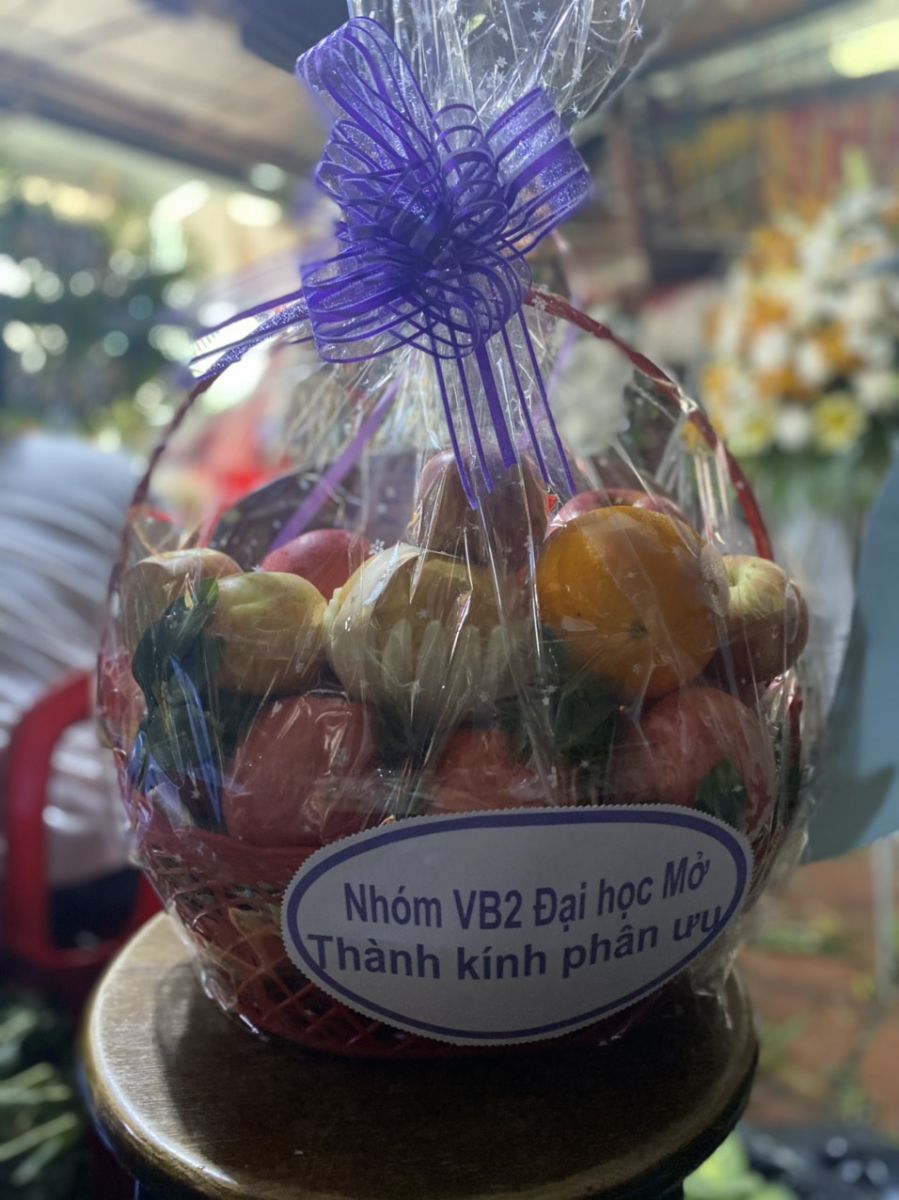 Nhóm VB2 Đại học Mở
Thành kính phân ưu